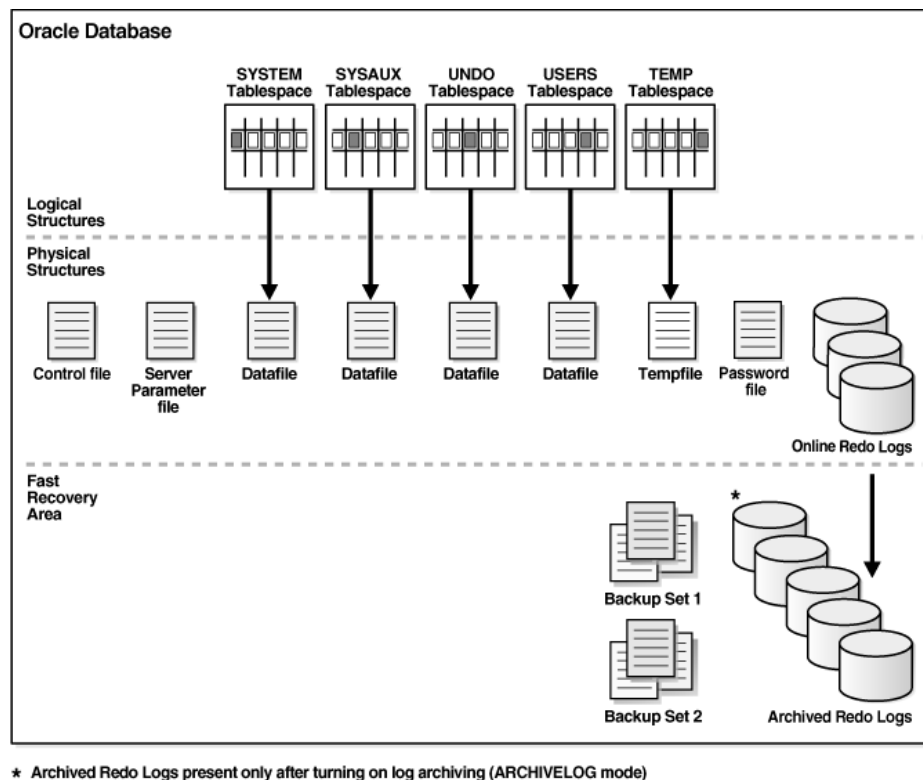 Oracle Database
SYSTEM SYSAUX UNDO USERS TEMP
Tablespace Tablespace Tablespace Tablespace Tablespace
Logical
Structures
Physical
Structures
Control file
Server
Parameter
file
Datafile
Datafile
Datafile
Datafile
Tempfile
Password
file
Online Redo Logs
Fast
Recovery
Area
*
Backup Set 1
Backup Set 2
Archived Redo Logs
* Archived Redo Logs present only after turning on log archiving (ARCHIVELOG mode)